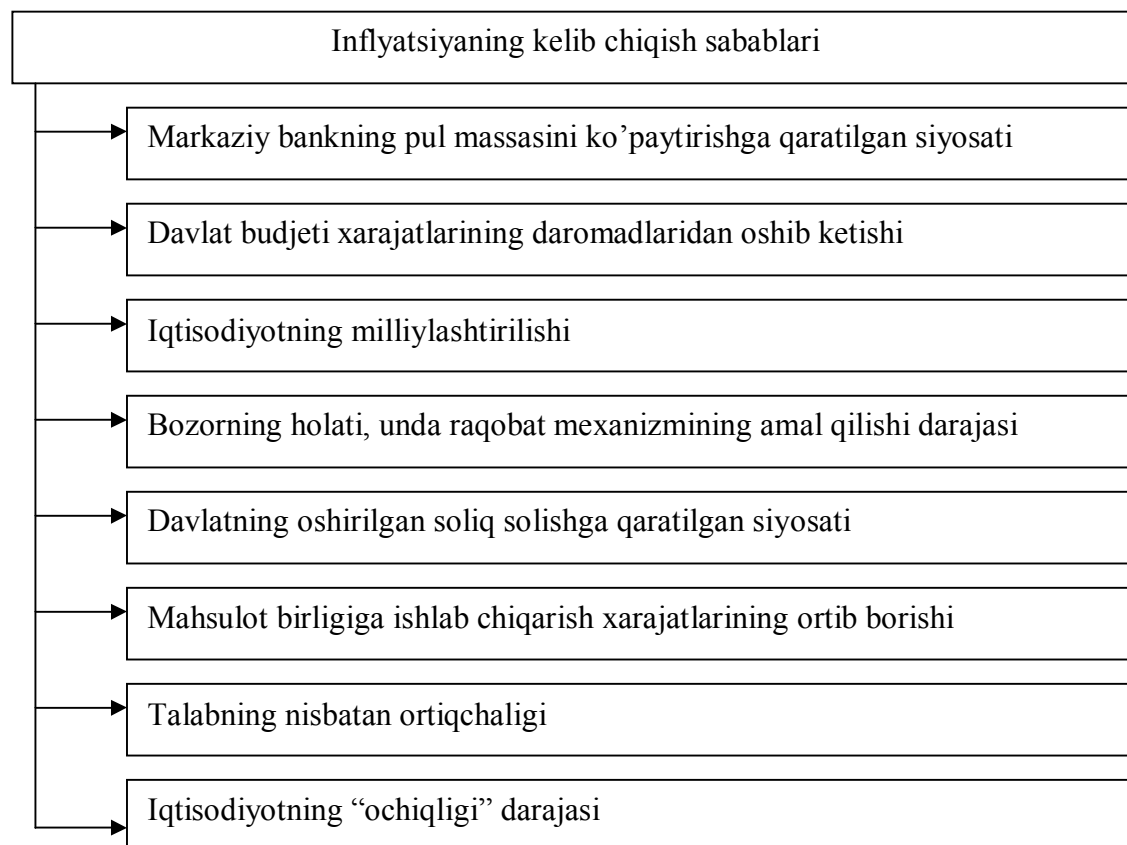 Inflyatsiyaning kelib chiqish sabablari
Markaziy bankning pul massasini ko’paytirishga qaratilgan siyosati
Davlat budjeti xarajatlarining daromadlaridan oshib ketishi
Iqtisodiyotning milliylashtirilishi
Bozorning holati, unda raqobat mexanizmining amal qilishi darajasi
Davlatning oshirilgan soliq solishga qaratilgan siyosati
Mahsulot birligiga ishlab chiqarish xarajatlarining ortib borishi
Talabning nisbatan ortiqchaligi
Iqtisodiyotning “ochiqligi” darajasi